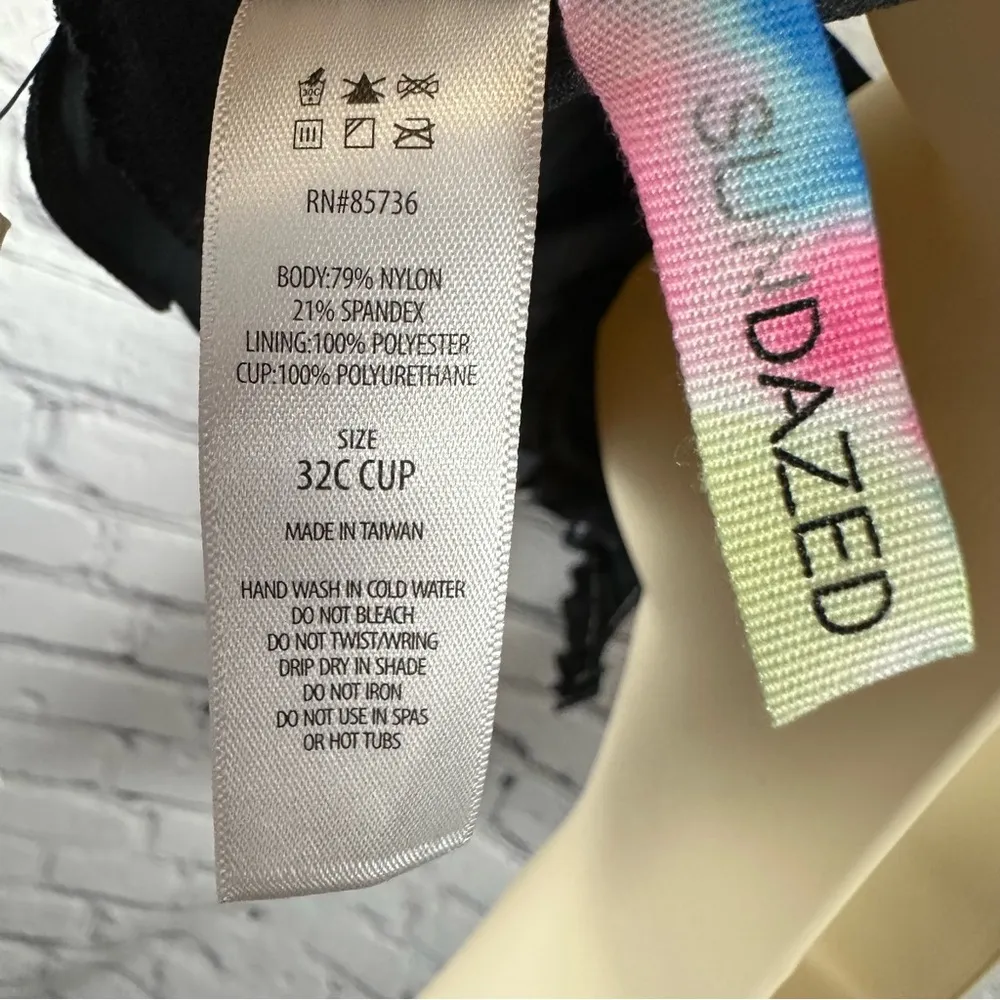 30C
RN#85736
BODY:79% NYLON
21% SPANDEX
LINING:100% POLYESTER
CUP:100% POLYURETHANE
SIZE
32C CUP
MADE IN TAIWAN
HAND WASH IN COLD WATER
DO NOT BLEACH
DO NOT TWIST/WRING
DRIP DRY IN SHADE
DO NOT IRON
DO NOT USE IN SPAS
OR HOT TUBS
SUNDAZED